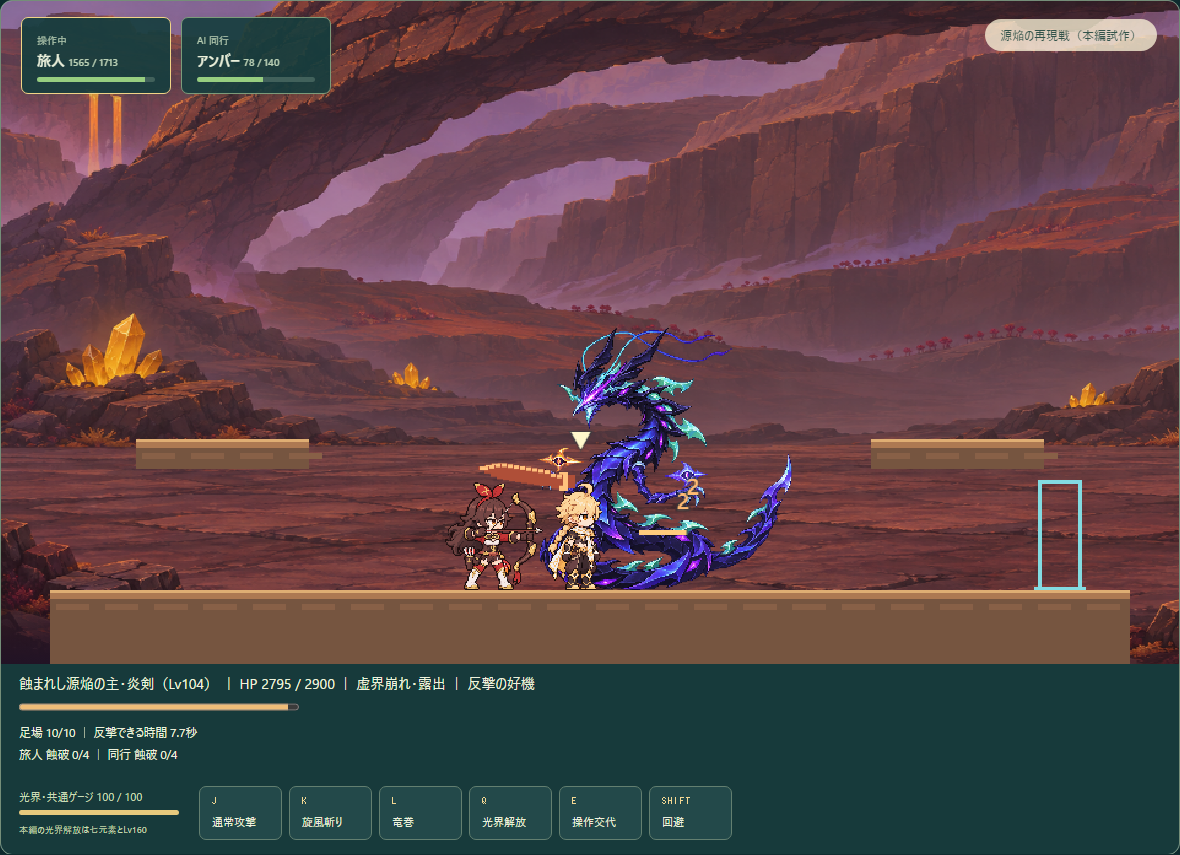 操作中
旅人 1565 / 1713
AI 同行
アンバー 78 / 140
源焔の再現戦（本編試作）
2
2
蝕まれし源焔の主・炎剣（Lv104） | HP 2795 / 2900 | 虚界崩れ・露出 | 反撃の好機
足場 10/10 | 反撃できる時間 7.7秒
旅人 蝕破 0/4 | 同行 蝕破 0/4
光界・共通ゲージ 100 / 100
本編の光界解放は七元素とLv160
J
通常攻撃
K
旋風斬り
L
竜巻
Q
光界解放
E
操作交代
SHIFT
回避